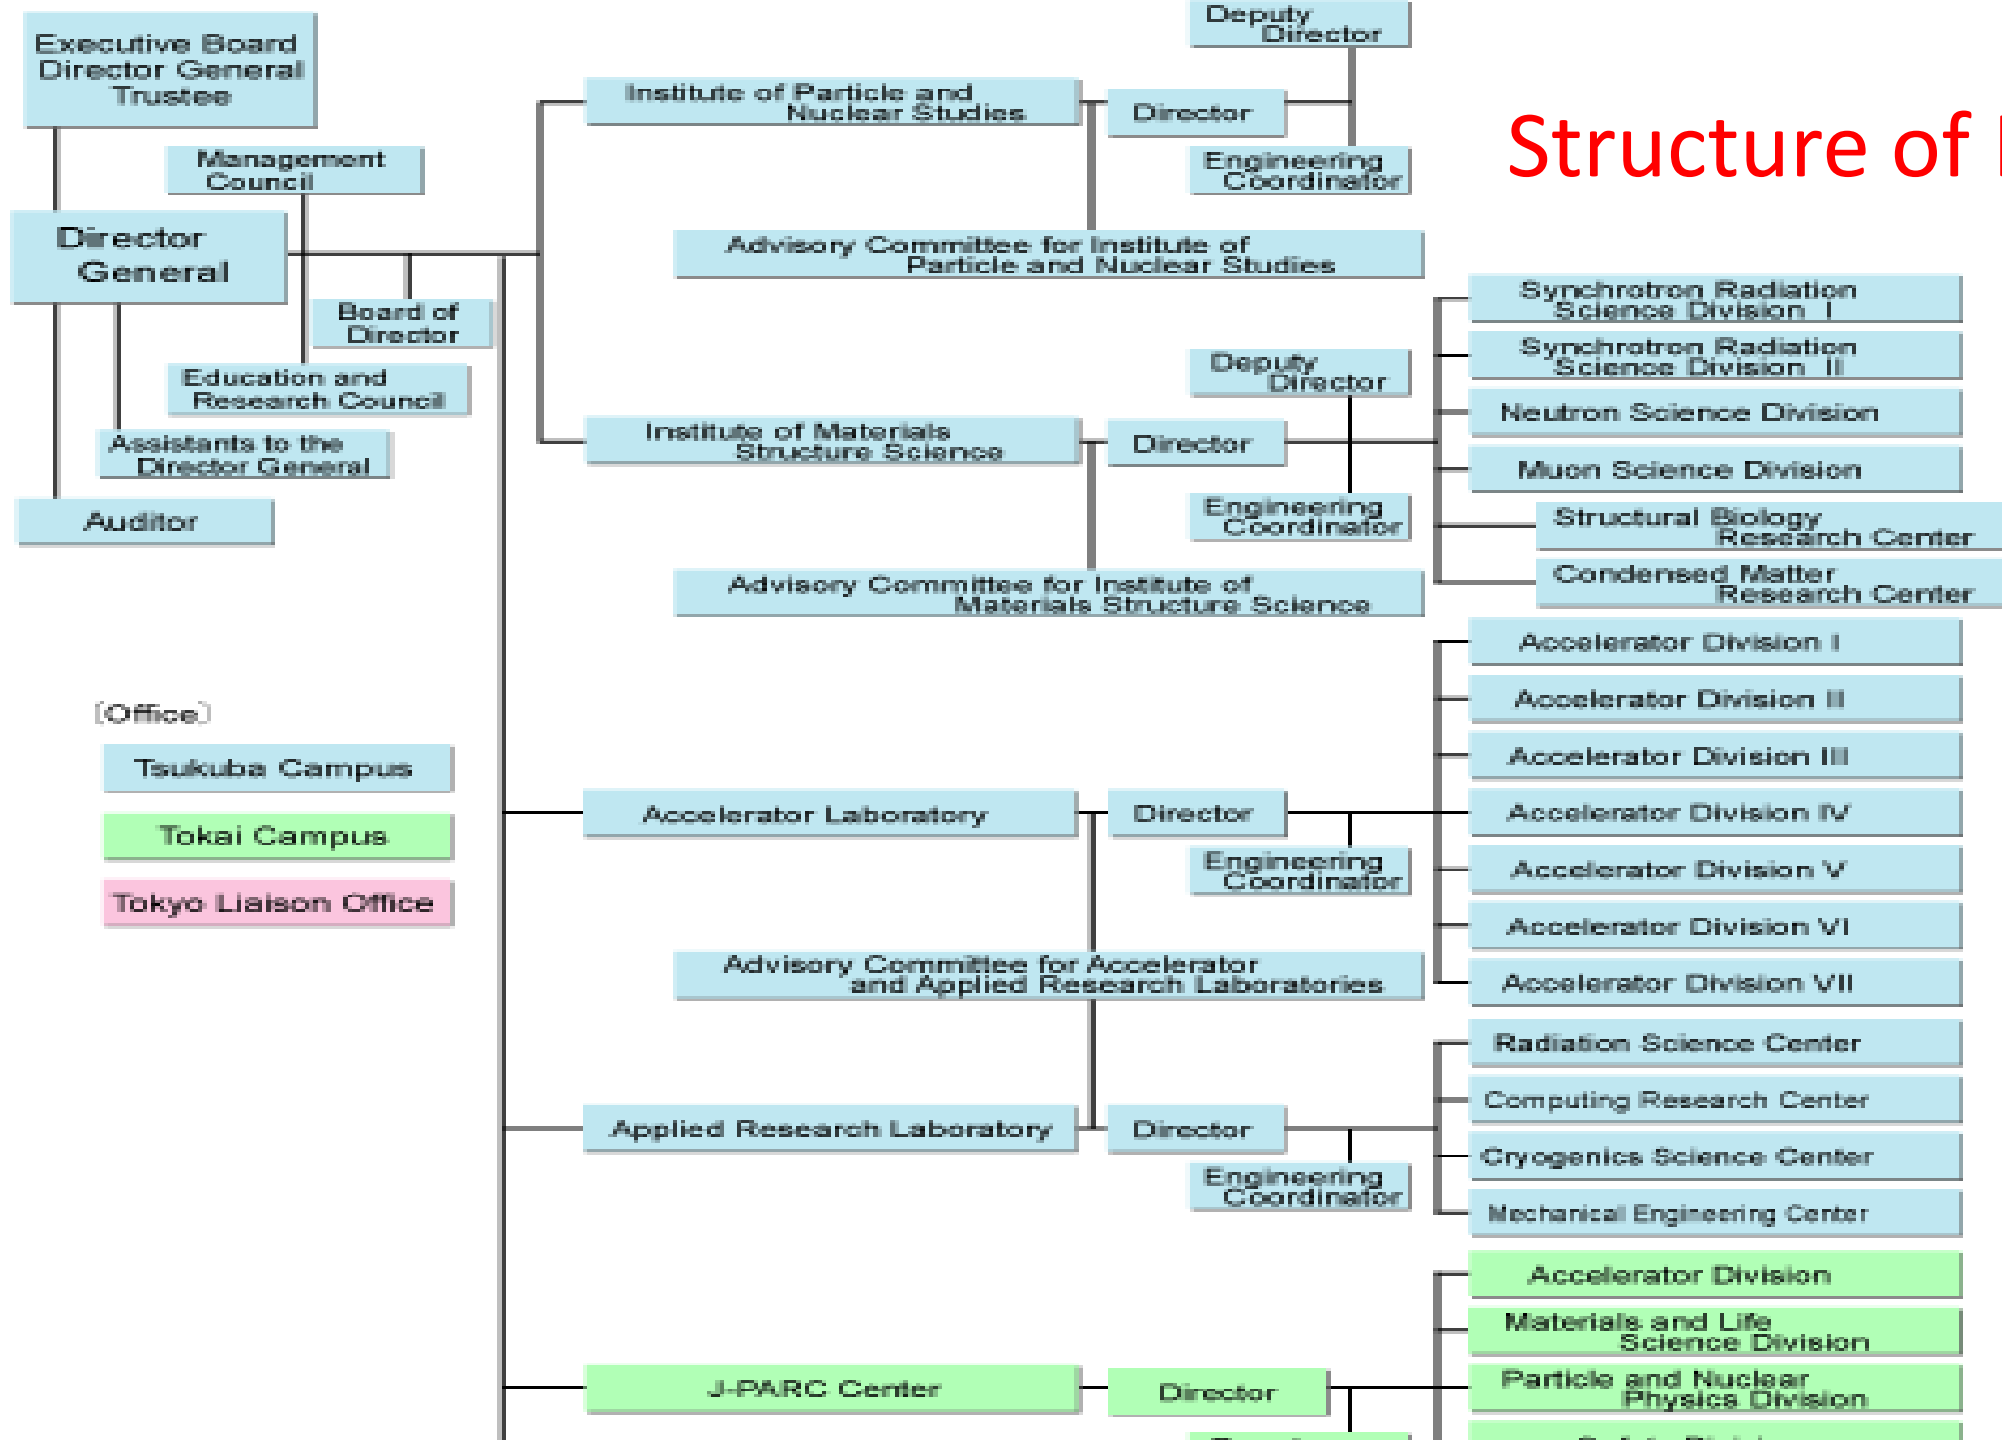 Executive Board
Director General
Trustee
Management
Council
Director
General
Board of
Director
Education and
Research Council
Assistants to the
Director General
Auditor
[Office]
Tsukuba Campus
Tokai Campus
Tokyo Liaison Office
Structure of
Institute of Particle and
Nuclear Studies
Director
Deputy
Director
Engineering
Coordinator
Advisory Committee for Institute of
Particle and Nuclear Studies
Institute of Materials
Structure Science
Director
Deputy
Director
Engineering
Coordinator
Advisory Committee for Institute of
Materials Structure Science
Synchrotron Radiation
Science Division I
Synchrotron Radiation
Science Division II
Neutron Science Division
Muon Science Division
Structural Biology
Research Center
Condensed Matter
Research Center
Accelerator Laboratory
Director
Engineering
Coordinator
Accelerator Division I
Accelerator Division II
Accelerator Division III
Accelerator Division IV
Accelerator Division V
Accelerator Division VI
Accelerator Division VII
Advisory Committee for Accelerator
and Applied Research Laboratories
Applied Research Laboratory
Director
Engineering
Coordinator
Radiation Science Center
Computing Research Center
Cryogenics Science Center
Mechanical Engineering Center
J-PARC Center
Director
Accelerator Division
Materials and Life
Science Division
Particle and Nuclear
Physics Division